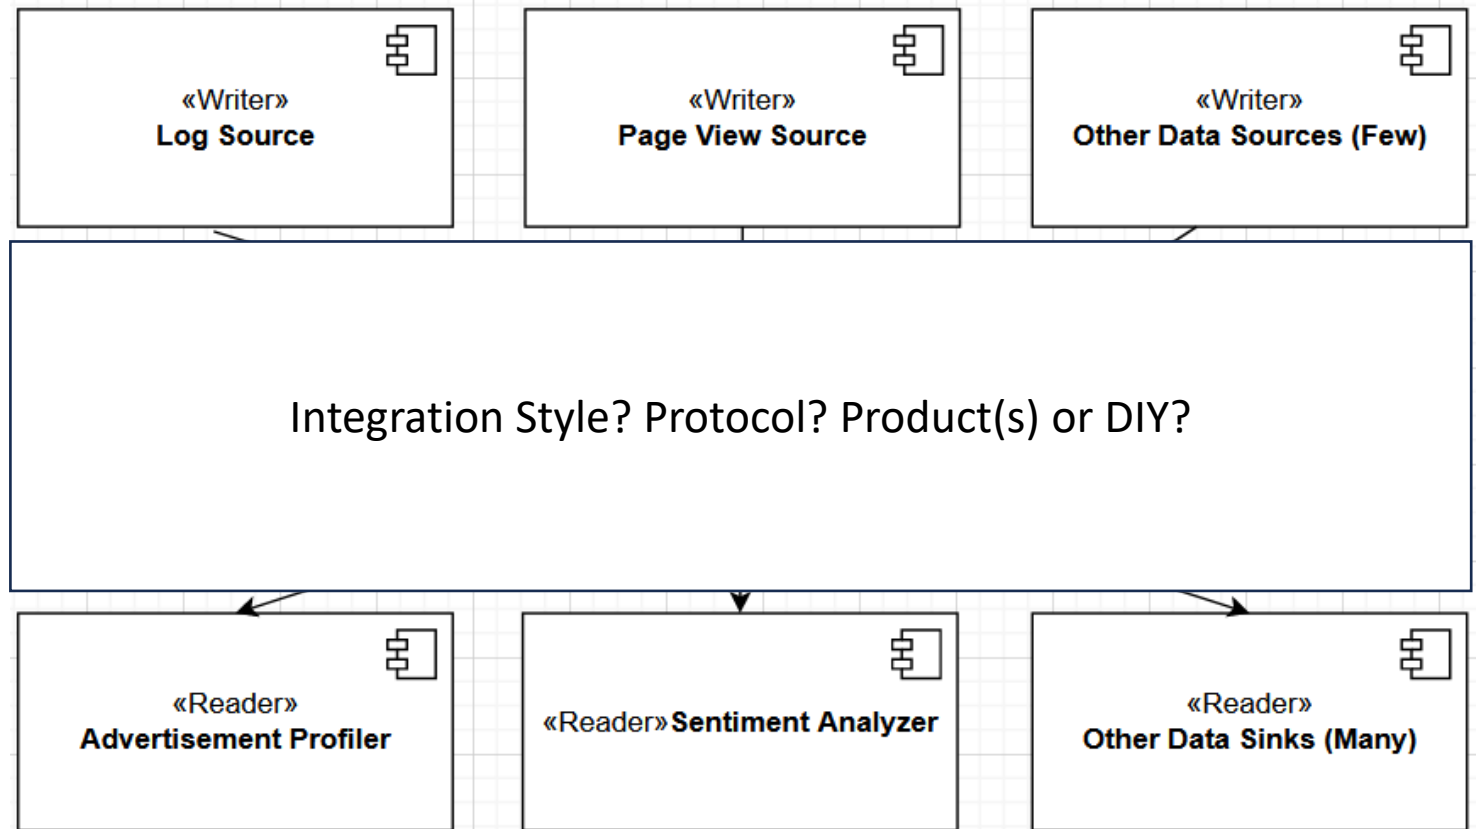 «Writer»
Log Source
«Writer»
Page View Source
«Writer»
Other Data Sources (Few)
Integration Style? Protocol? Product(s) or DIY?
«Reader»
Advertisement Profiler
«Reader»Sentiment Analyzer
«Reader»
Other Data Sinks (Many)